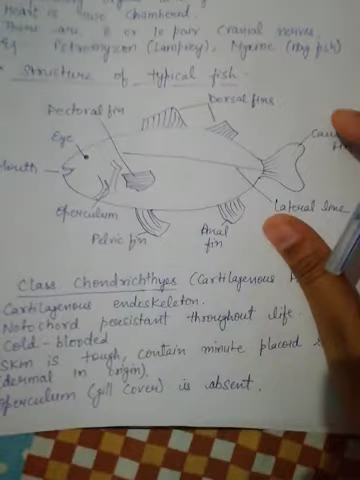 Heart is two chambered.
There are 8 or 10 pair cranial nerves.
Eg Petromyzon (Lamprey), Myxine (Hag fish)
Structure of typical fish.
Pectoral fin
Dorsal fins
Eye
Mouth
Operculum
Pelvic fin
Anal fin
Lateral line
Class Chondrichthyes (Cartilagenous
Cartilagenous endoskeleton.
Notochord persistant throughout life.
Cold-blooded
Skin is tough, contain minute placoid s
(dermal in origin).
Operculum (gill cover) is absent.